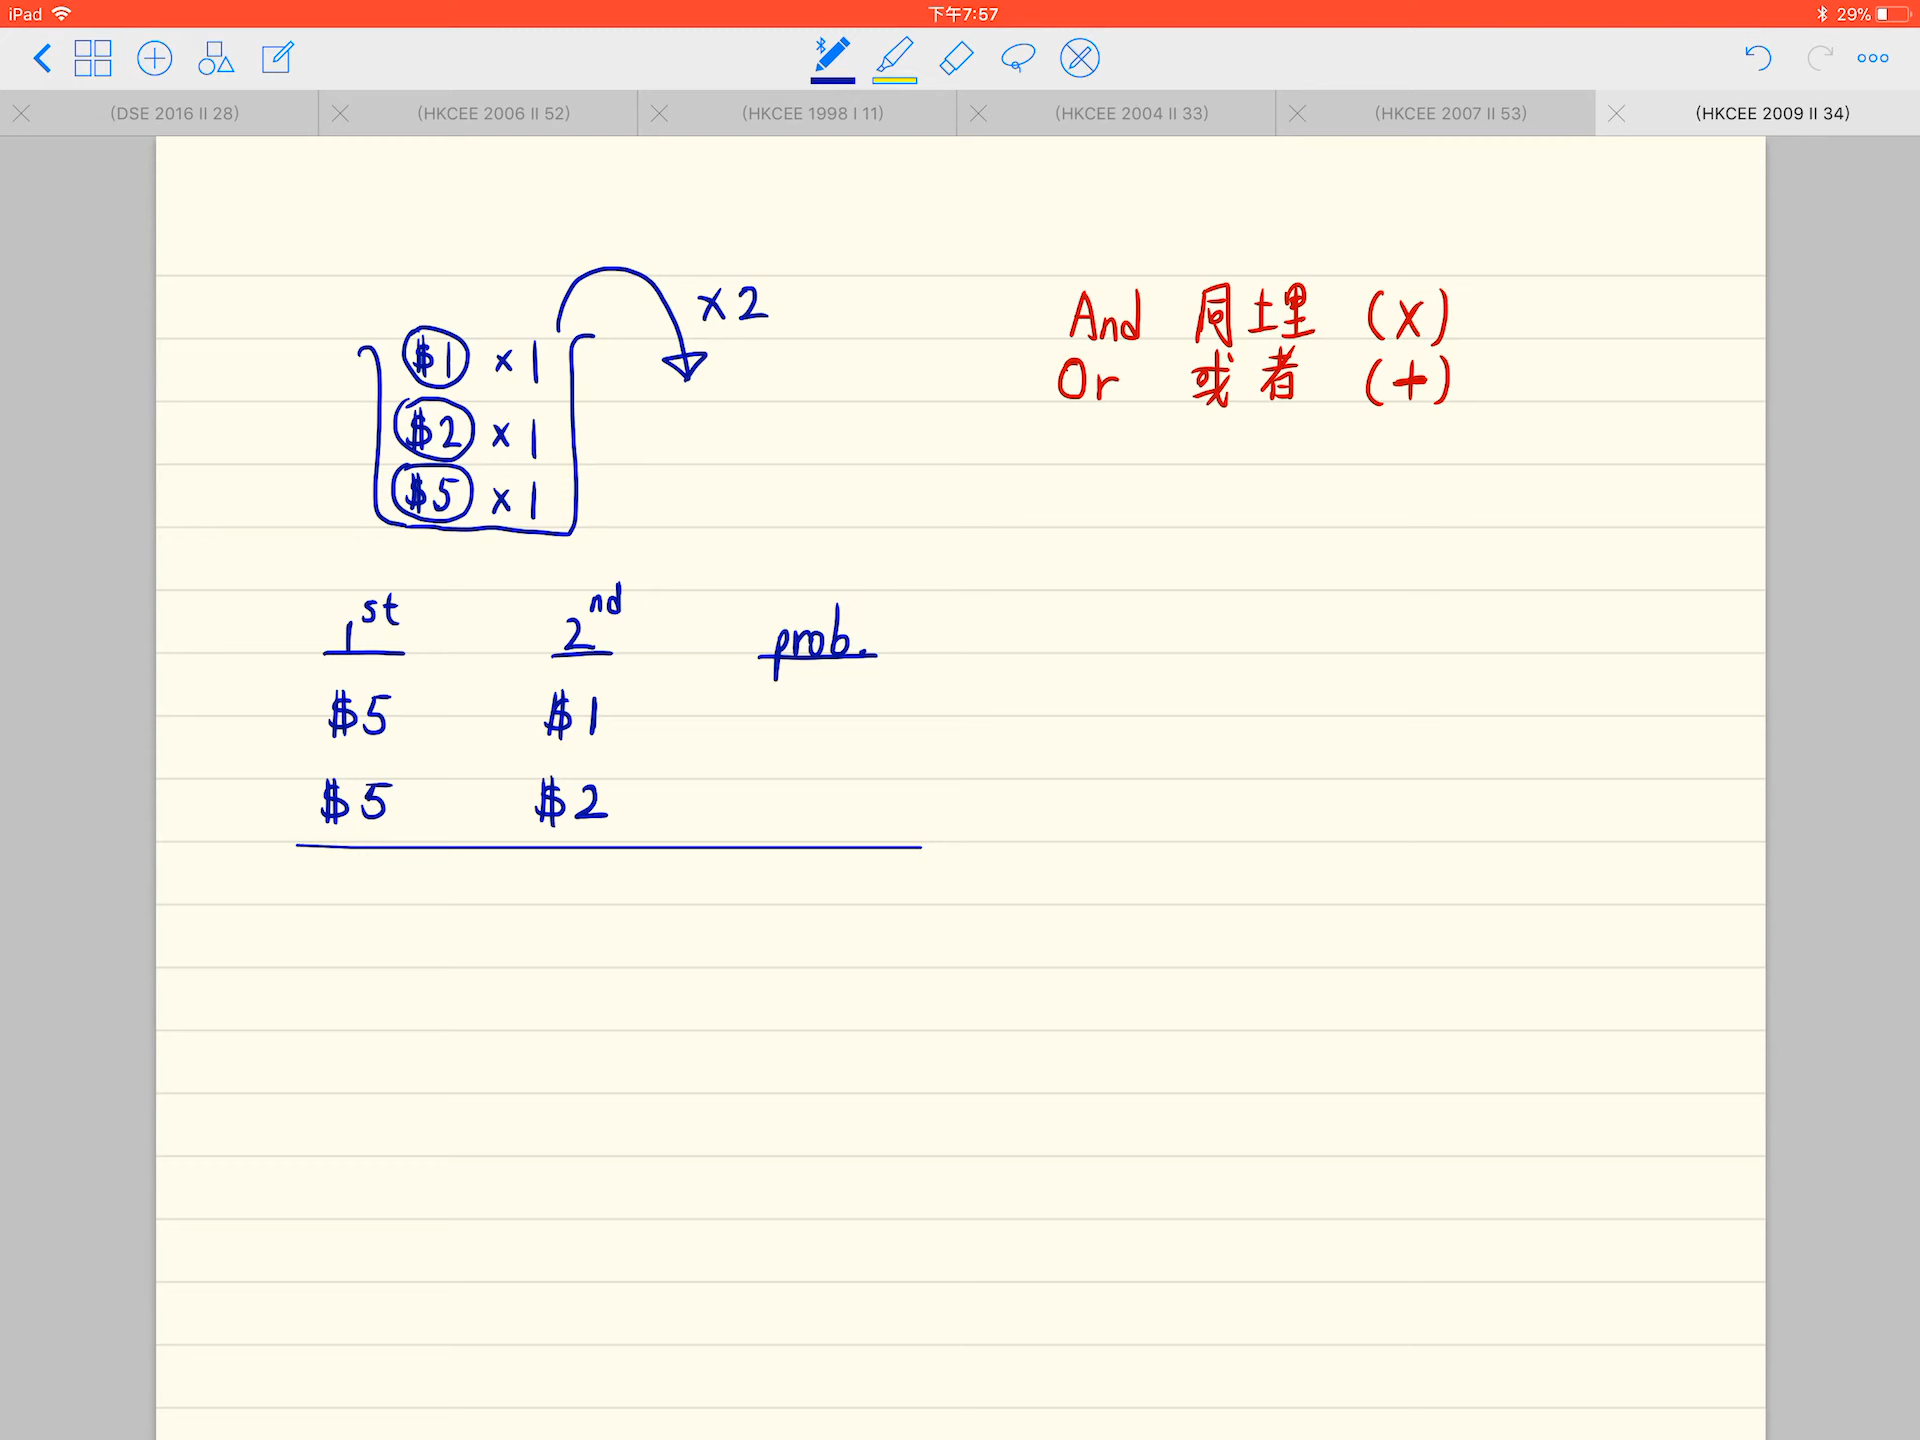 iPad 下午7:57 29%
(DSE 2016 II 28) (HKCEE 2006 II 52) (HKCEE 1998 I 11) (HKCEE 2004 II 33) (HKCEE 2007 II 53) (HKCEE 2009 II 34)
x 2
$1 x 1
$2 x 1
$5 x 1
And 同埋 (x)
Or 或者 (+)
1st 2nd prob.
$5 $1
$5 $2